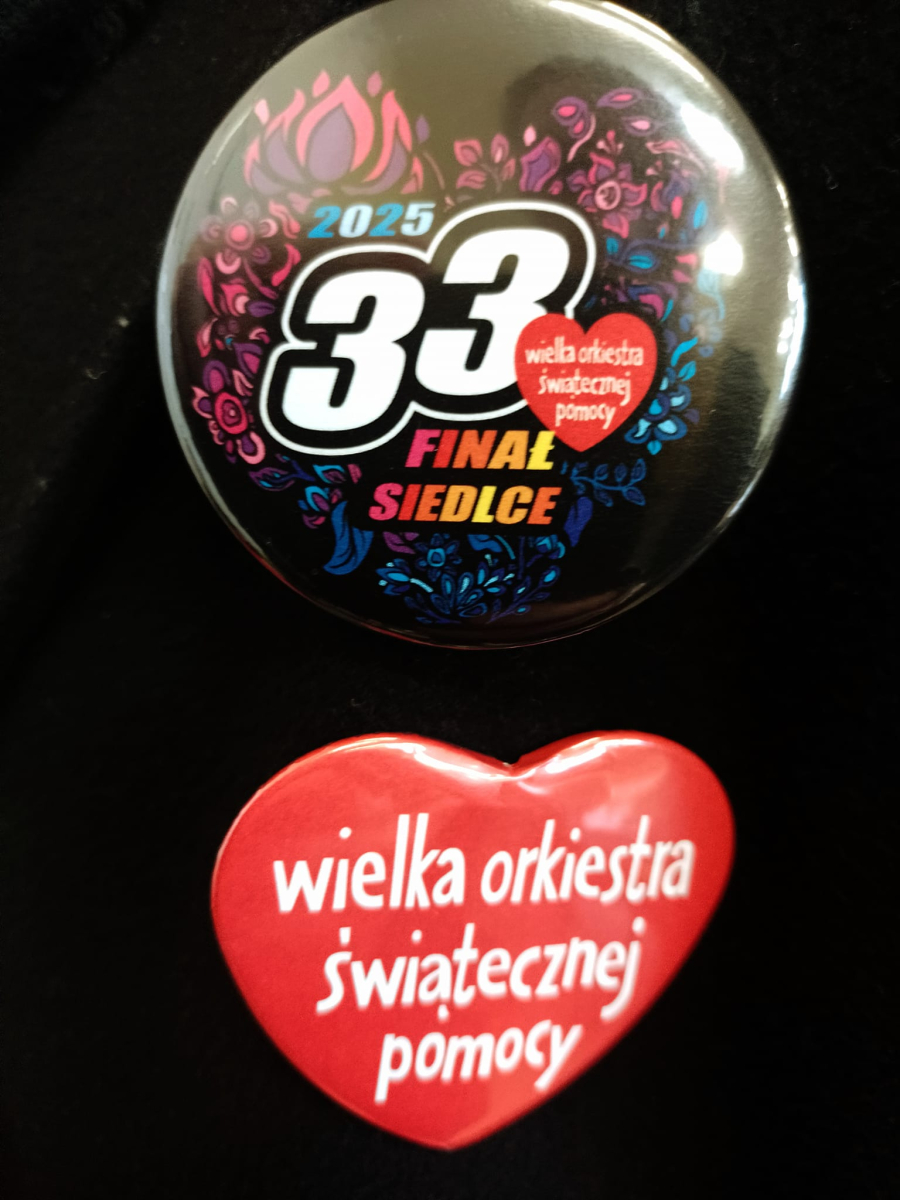 2025
33
wielka orkiestra
świątecznej
pomocy
FINAŁ
SIEDLCE
wielka orkiestra
świątecznej
pomocy